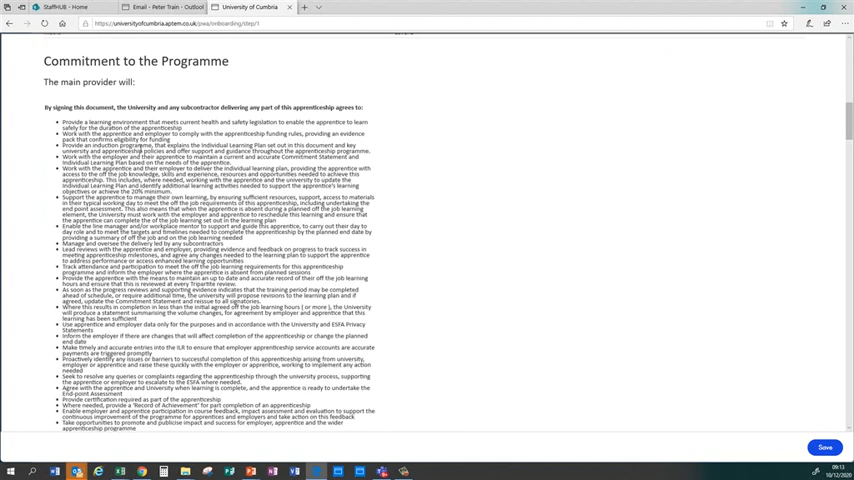 StaffHUB - Home
Email - Peter Train - Outlool
University of Cumbria
https://universityofcumbria.aptem.co.uk/pwa/onboarding/step/1
Commitment to the Programme
The main provider will:
By signing this document, the University and any subcontractor delivering any part of this apprenticeship agrees to:
Provide a learning environment that meets current health and safety legislation to enable the apprentice to learn
safely for the duration of the apprenticeship
Work with the apprentice and employer to comply with the apprenticeship funding rules, providing an evidence
pack that confirms eligibility for funding
Provide an induction programme, that explains the Individual Learning Plan set out in this document and key
university and apprenticeship policies and offer support and guidance throughout the apprenticeship programme.
Work with the employer and their apprentice to maintain a current and accurate Commitment Statement and
Individual Learning Plan based on the needs of the apprentice.
Work with the apprentice and their employer to deliver the individual learning plan, providing the apprentice with
access to the off the job knowledge, skills and experience, resources and opportunities needed to achieve this
apprenticeship. This includes, where needed, working with the apprentice and the university to update the
Individual Learning Plan and identify additional learning activities needed to support the apprentice's learning
objectives or achieve the 20% minimum.
Support the apprentice to manage their own learning, by ensuring sufficient resources, support, access to materials
in their typical working day to meet the off the job requirements of this apprenticeship, including undertaking the
end point assessment. This also means that when the apprentice is absent during a planned off the job learning
element, the University must work with the employer and apprentice to reschedule this learning and ensure that
the apprentice can complete the of the job learning set out in the learning plan
Enable the line manager and/or workplace mentor to support and guide this apprentice, to carry out their day to
day role and to meet the targets and timelines needed to complete the apprenticeship by the planned end date by
providing a summary of off the job and on the job learning needed
Manage and oversee the delivery led by any subcontractors
Lead reviews with the apprentice and employer, providing evidence and feedback on progress to track success in
meeting apprenticeship milestones, and agree any changes needed to the learning plan to support the apprentice
to address performance or access enhanced learning opportunities
Track attendance and participation to meet the off the job learning requirements for this apprenticeship
programme and inform the employer where the apprentice is absent from planned sessions
Provide the apprentice with the means to maintain an up to date and accurate record of their off the job learning
hours and ensure that this is reviewed at every Tripartite review.
As soon as the progress reviews and supporting evidence indicates that the training period may be completed
ahead of schedule, or require additional time, the university will propose revisions to the learning plan and if
agreed, update the Commitment Statement and reissue to all signatories.
Where this results in completion in less than the initial agreed off the job learning hours ( or more ), the University
will produce a statement summarising the volume changes, for agreement by employer and apprentice that this
learning has been sufficient
Use apprentice and employer data only for the purposes and in accordance with the University and ESFA Privacy
Statements
Inform the employer if there are changes that will affect completion of the apprenticeship or change the planned
end date
Make timely and accurate entries into the ILR to ensure that employer apprenticeship service accounts are accurate
payments are triggered promptly
Proactively identify any issues or barriers to successful completion of this apprenticeship arising from university,
employer or apprentice and raise these quickly with the employer or apprentice, working to implement any action
needed
Seek to resolve any queries or complaints regarding the apprenticeship through the university process, supporting
the apprentice or employer to escalate to the ESFA where needed.
Agree with the apprentice and University when learning is complete, and the apprentice is ready to undertake the
End-point Assessment
Provide certification required as part of the apprenticeship
Where needed, provide a 'Record of Achievement' for part completion of an apprenticeship
Enable employer and apprentice participation in course feedback, impact assessment and evaluation to support the
continuous improvement of the programme for apprentices and employers and take action on this feedback
Take opportunities to promote and publicise impact and success for employer, apprentice and the wider
apprenticeship programme
Save
09:13
10/12/2020